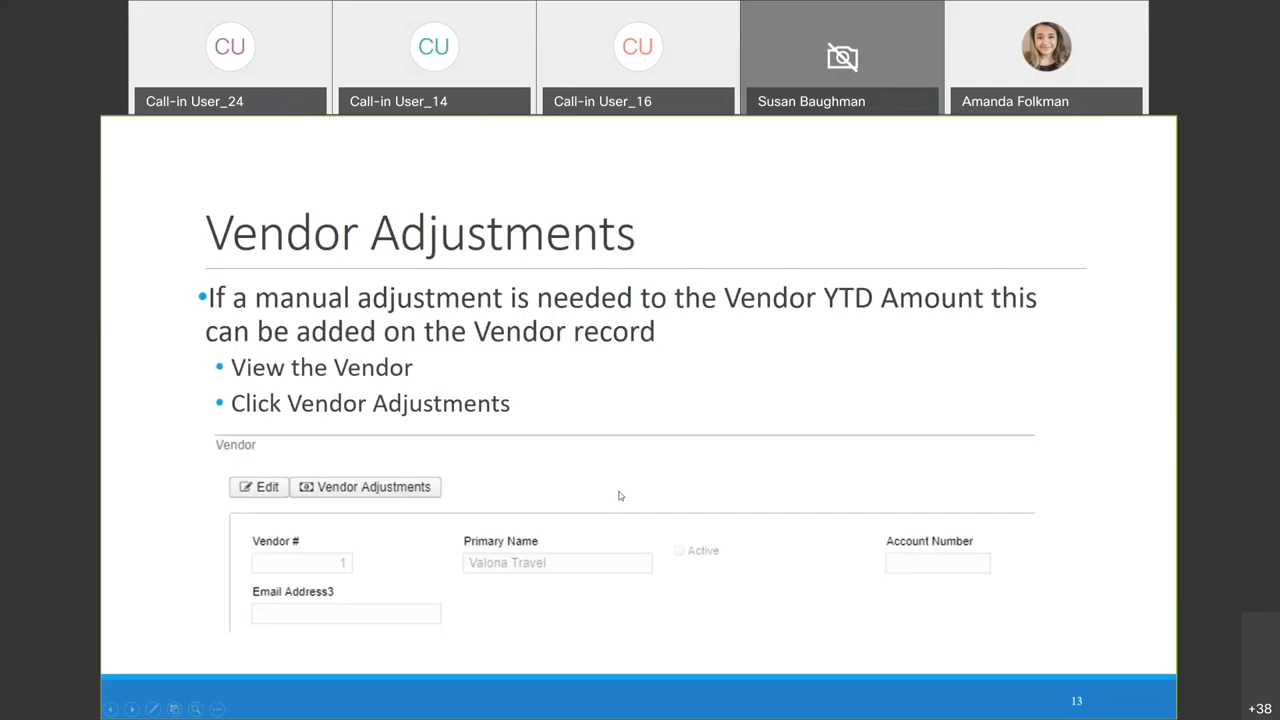 CU
CU
CU
Call-in User_24
Call-in User_14
Call-in User_16
Susan Baughman
Amanda Folkman
Vendor Adjustments
•If a manual adjustment is needed to the Vendor YTD Amount this
can be added on the Vendor record
• View the Vendor
• Click Vendor Adjustments
Vendor
Edit
Vendor Adjustments
Vendor #
Primary Name
Active
Account Number
1
Valona Travel
Email Address3
13
+38